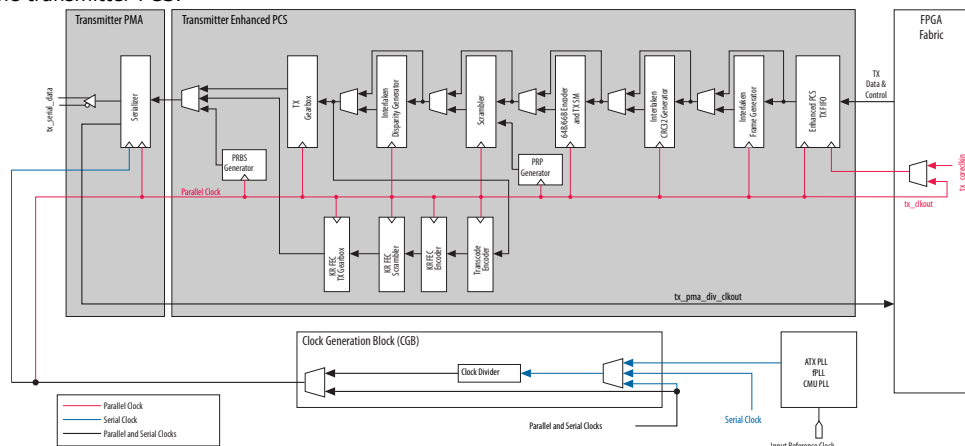 Transmitter PMA
Transmitter Enhanced PCS
FPGA
Fabric
tx_serial_data
Serializer
TX
Gearbox
Interlaken
Disparity Generator
Scrambler
64B/66B Encoder
and TX SM
Interlaken
CRC32 Generator
Interlaken
Frame Generator
Enhanced PCS
TX FIFO
TX
Data &
Control
PRBS
Generator
PRP
Generator
Parallel Clock
tx_coreclkin
tx_clkout
KR FEC
TX Gearbox
KR FEC
Scrambler
KR FEC
Encoder
Transcode
Encoder
tx_pma_div_clkout
Clock Generation Block (CGB)
Clock Divider
ATX PLL
fPLL
CMU PLL
Parallel Clock
Serial Clock
Parallel and Serial Clocks
Parallel and Serial Clocks
Serial Clock
Input Reference Clock